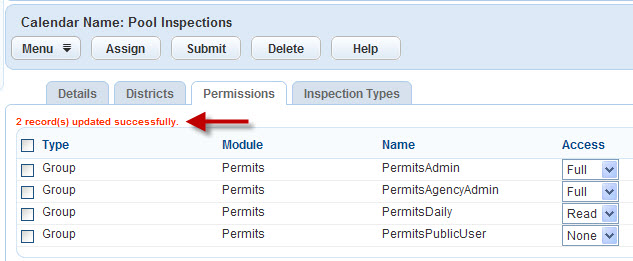 Calendar Name: Pool Inspections
Menu Assign Submit Delete Help
Details Districts Permissions Inspection Types
2 record(s) updated successfully.
Type Module Name Access
Group Permits PermitsAdmin Full
Group Permits PermitsAgencyAdmin Full
Group Permits PermitsDaily Read
Group Permits PermitsPublicUser None